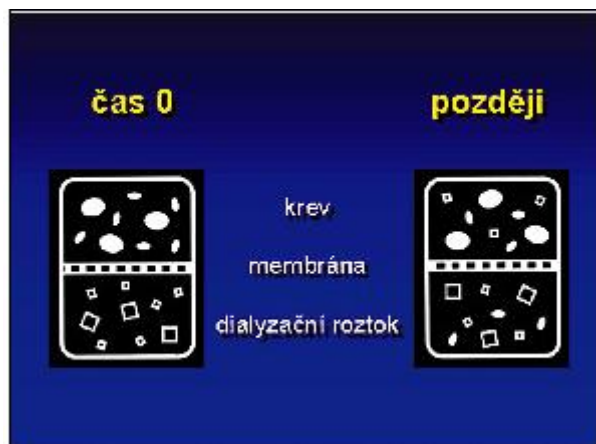 čas 0
později
krev
membrána
dialyzační roztok